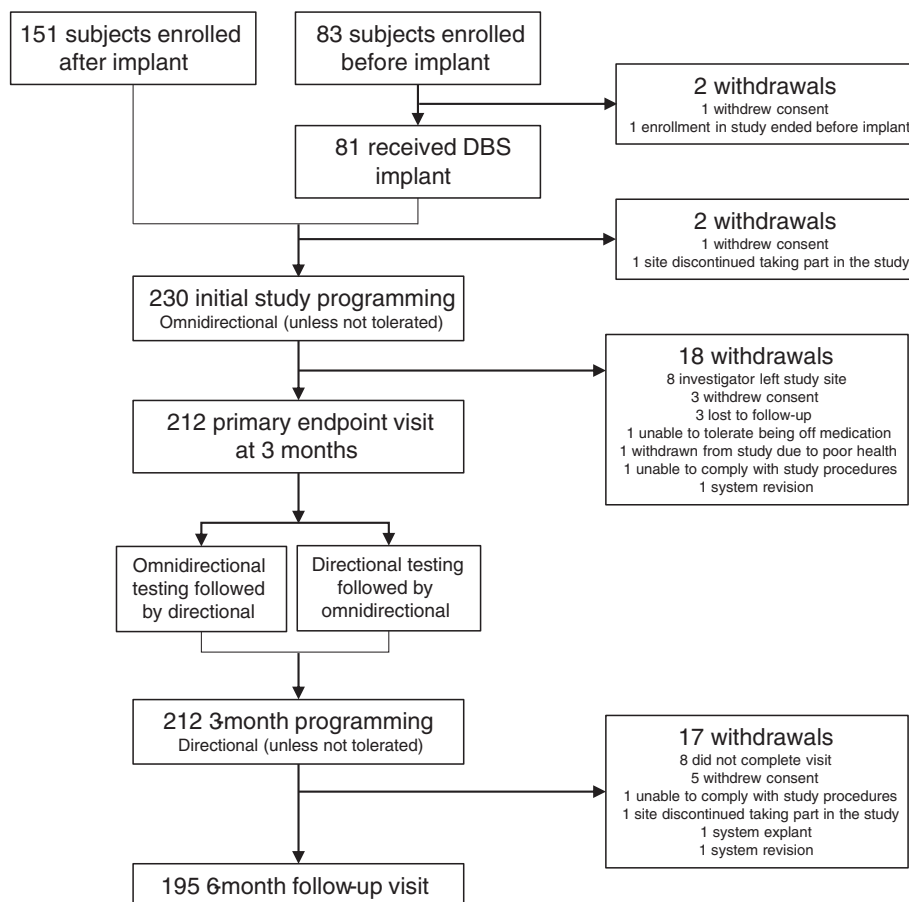 151 subjects enrolled
after implant
83 subjects enrolled
before implant
2 withdrawals
1 withdrew consent
1 enrollment in study ended before implant
81 received DBS
implant
2 withdrawals
1 withdrew consent
1 site discontinued taking part in the study
230 initial study programming
Omnidirectional (unless not tolerated)
18 withdrawals
8 investigator left study site
3 withdrew consent
3 lost to follow-up
1 unable to tolerate being off medication
1 withdrawn from study due to poor health
1 unable to comply with study procedures
1 system revision
212 primary endpoint visit
at 3 months
Omnidirectional
testing followed
by directional
Directional testing
followed by
omnidirectional
212 3-month programming
Directional (unless not tolerated)
17 withdrawals
8 did not complete visit
5 withdrew consent
1 unable to comply with study procedures
1 site discontinued taking part in the study
1 system explant
1 system revision
195 6-month follow-up visit